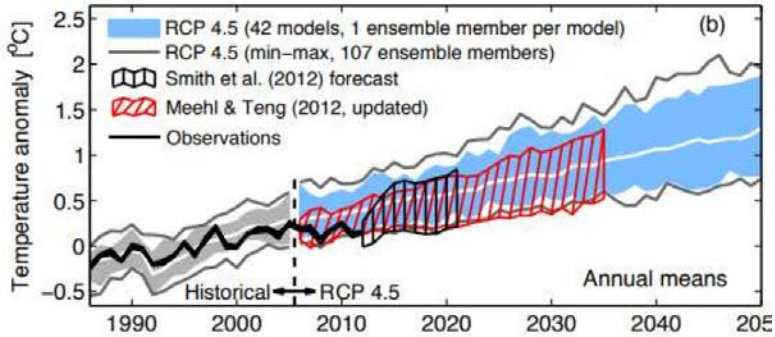 Temperature anomaly [°C]
2.5
2
1.5
1
0.5
0
−0.5
RCP 4.5 (42 models, 1 ensemble member per model)
RCP 4.5 (min-max, 107 ensemble members)
Smith et al. (2012) forecast
Meehl & Teng (2012, updated)
Observations
(b)
Historical
RCP 4.5
Annual means
1990
2000
2010
2020
2030
2040
205